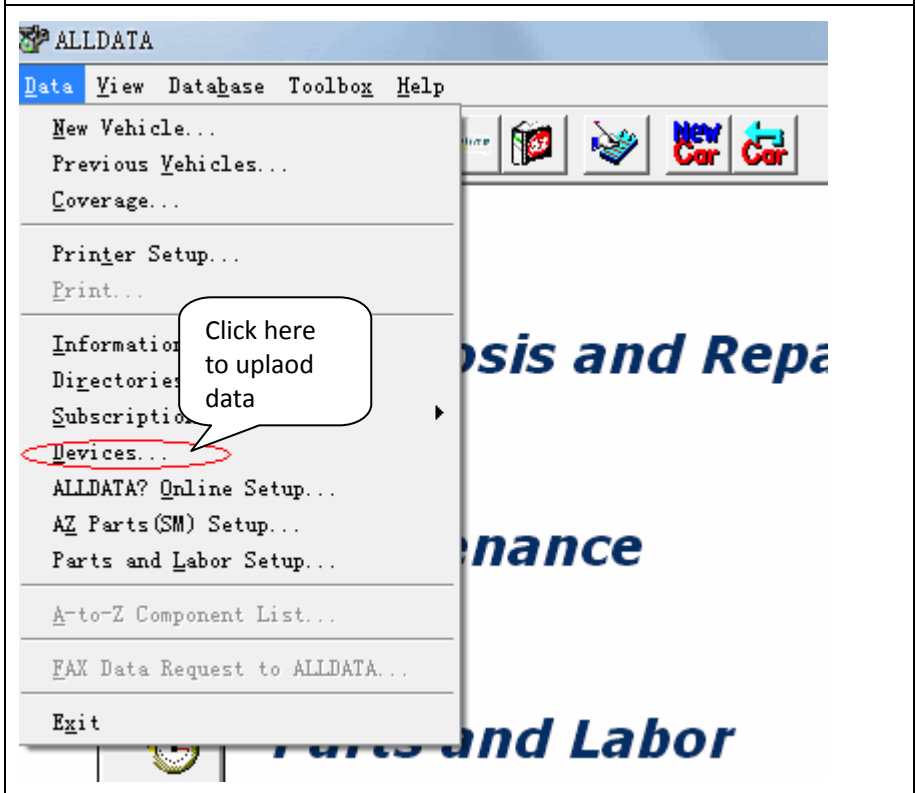 ALLDATA
Data View Database Toolbox Help
New Vehicle...
Previous Vehicles...
Coverage...
New Car Car
Printer Setup...
Print...
Click here
to uplaod
data
Informatio
Directories
Subscriptio
Devices...
ALLDATA? Online Setup...
AZ Parts(SM) Setup...
Parts and Labor Setup...
A-to-Z Component List...
FAX Data Request to ALLDATA...
Exit
osis and Repa
enance
Parts and Labor